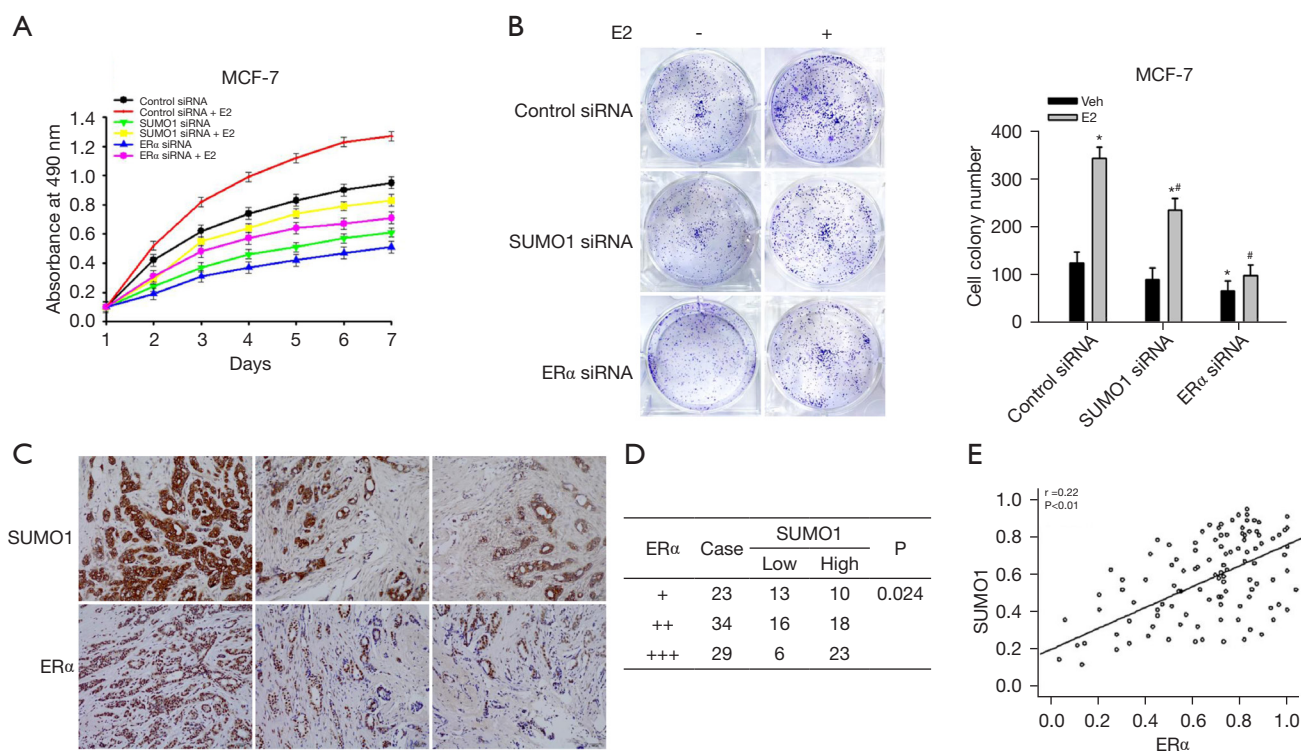 A
MCF-7
Control siRNA
Control siRNA + E2
SUMO1 siRNA
SUMO1 siRNA + E2
ERα siRNA
ERα siRNA + E2
Absorbance at 490 nm
1.4
1.2
1.0
0.8
0.6
0.4
0.2
0.0
1 2 3 4 5 6 7
Days
B
E2 - +
Control siRNA
SUMO1 siRNA
ERα siRNA
MCF-7
Veh
E2
Cell colony number
400
300
200
100
0
* *# * #
Control siRNA
SUMO1 siRNA
ERα siRNA
C
SUMO1
ERα
D
ERα Case SUMO1 P
Low High
+ 23 13 10 0.024
++ 34 16 18
+++ 29 6 23
E
r =0.22
P<0.01
SUMO1
1.0
0.8
0.6
0.4
0.2
0.0
0.0 0.2 0.4 0.6 0.8 1.0
ERα